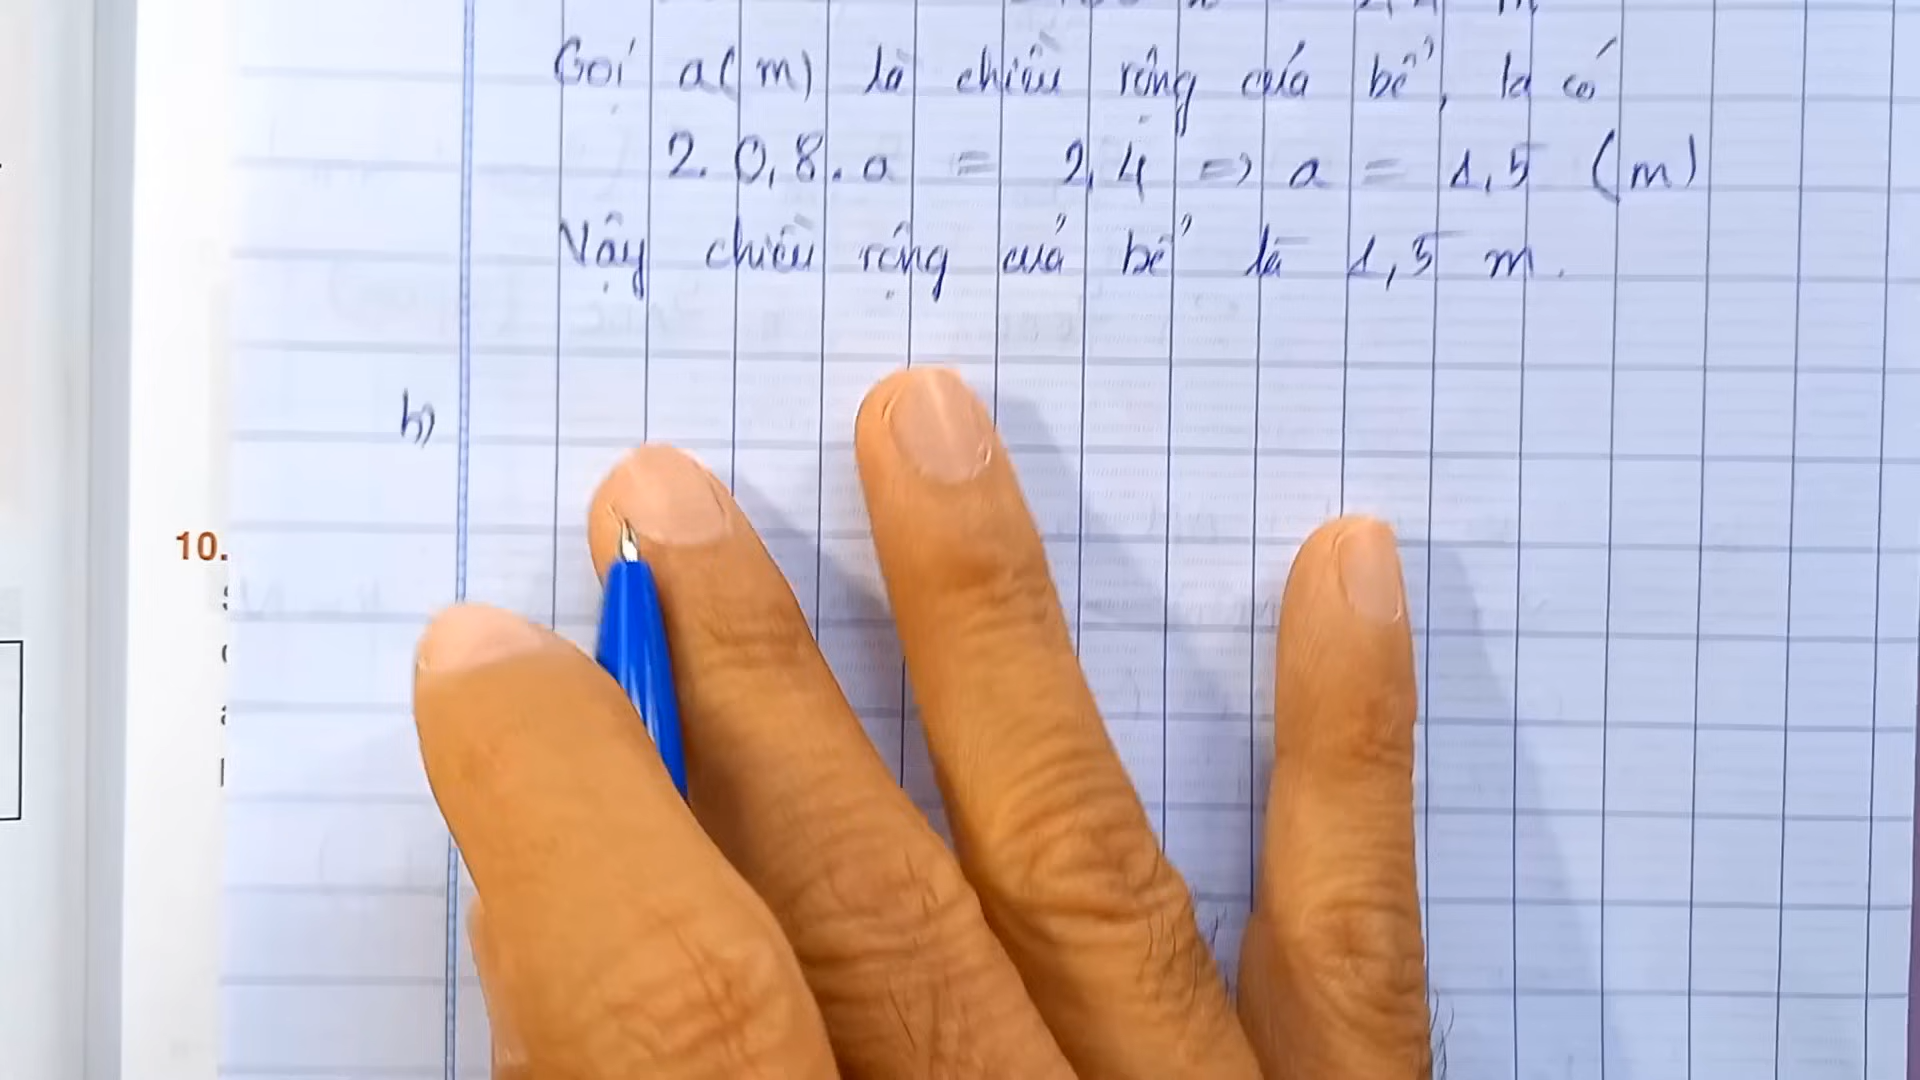 Gọi a(m) là chiều rộng của bể, ta có
2.0,8.a = 2,4 => a = 1,5 (m)
Vậy chiều rộng của bể là 1,5 m.
b)
10.